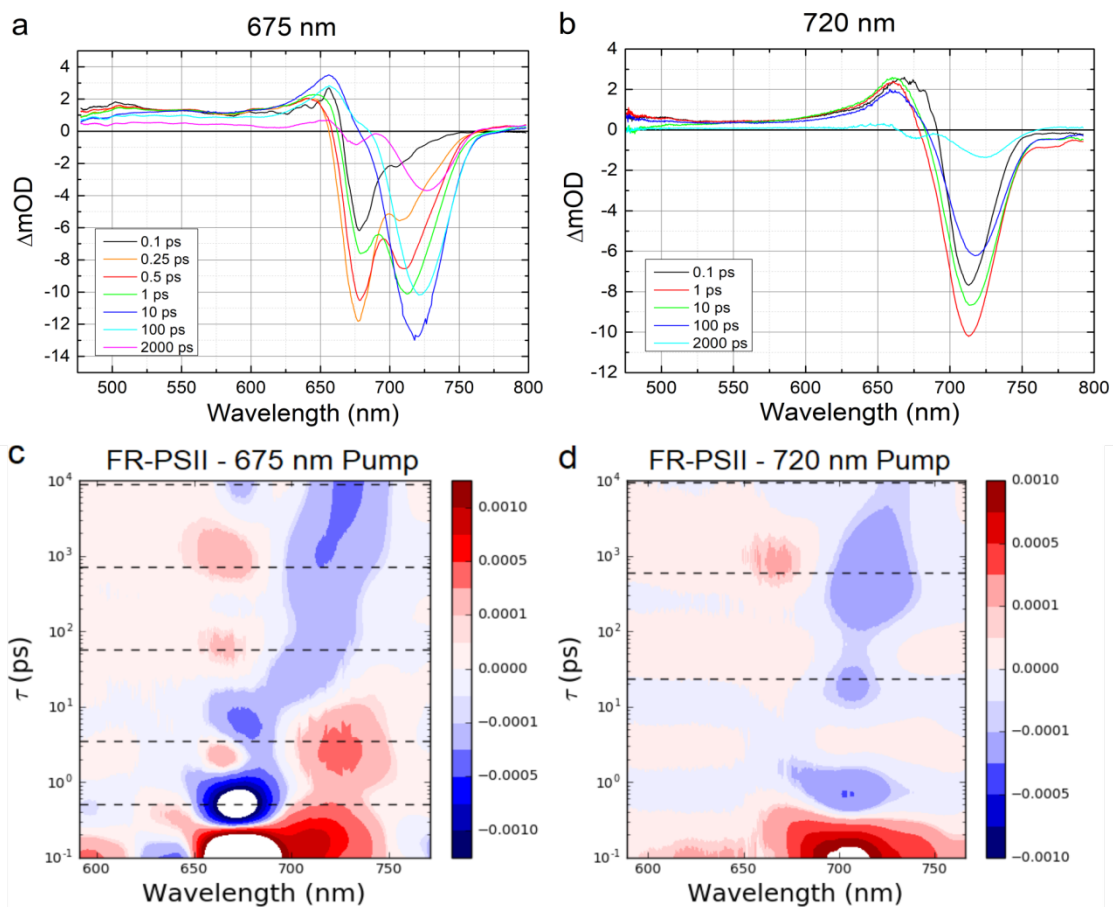 a
675 nm
ΔmOD
4
2
0
-2
-4
-6
-8
-10
-12
-14
0.1 ps
0.25 ps
0.5 ps
1 ps
10 ps
100 ps
2000 ps
500 550 600 650 700 750 800
Wavelength (nm)
b
720 nm
ΔmOD
4
2
0
-2
-4
-6
-8
-10
-12
0.1 ps
1 ps
10 ps
100 ps
2000 ps
500 550 600 650 700 750 800
Wavelength (nm)
c
FR-PSII - 675 nm Pump
τ (ps)
10⁴
10³
10²
10¹
10⁰
10⁻¹
600 650 700 750
Wavelength (nm)
0.0010
0.0005
0.0001
0.0000
−0.0001
−0.0005
−0.0010
d
FR-PSII - 720 nm Pump
τ (ps)
10⁴
10³
10²
10¹
10⁰
10⁻¹
600 650 700 750
Wavelength (nm)
0.0010
0.0005
0.0001
0.0000
−0.0001
−0.0005
−0.0010